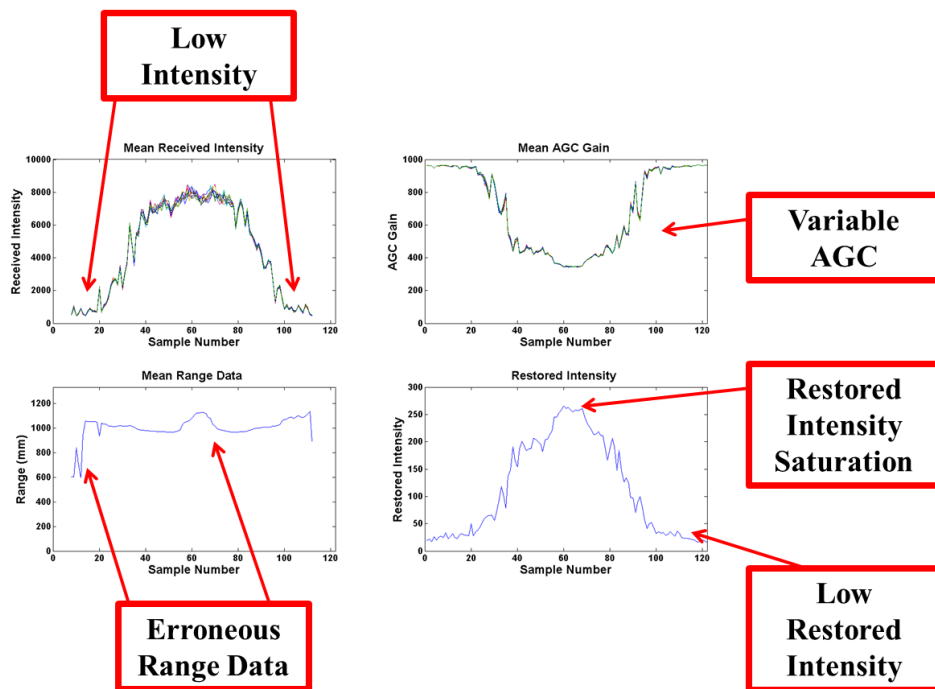 Low
Intensity
Mean Received Intensity
Received Intensity
10000
8000
6000
4000
2000
0
0
20
40
60
80
100
120
Sample Number
Mean AGC Gain
AGC Gain
1000
800
600
400
200
0
0
20
40
60
80
100
120
Sample Number
Variable
AGC
Mean Range Data
Range (mm)
1200
1000
800
600
400
200
0
0
20
40
60
80
100
120
Sample Number
Restored Intensity
Restored Intensity
300
250
200
150
100
50
0
0
20
40
60
80
100
120
Sample Number
Restored
Intensity
Saturation
Erroneous
Range Data
Low
Restored
Intensity